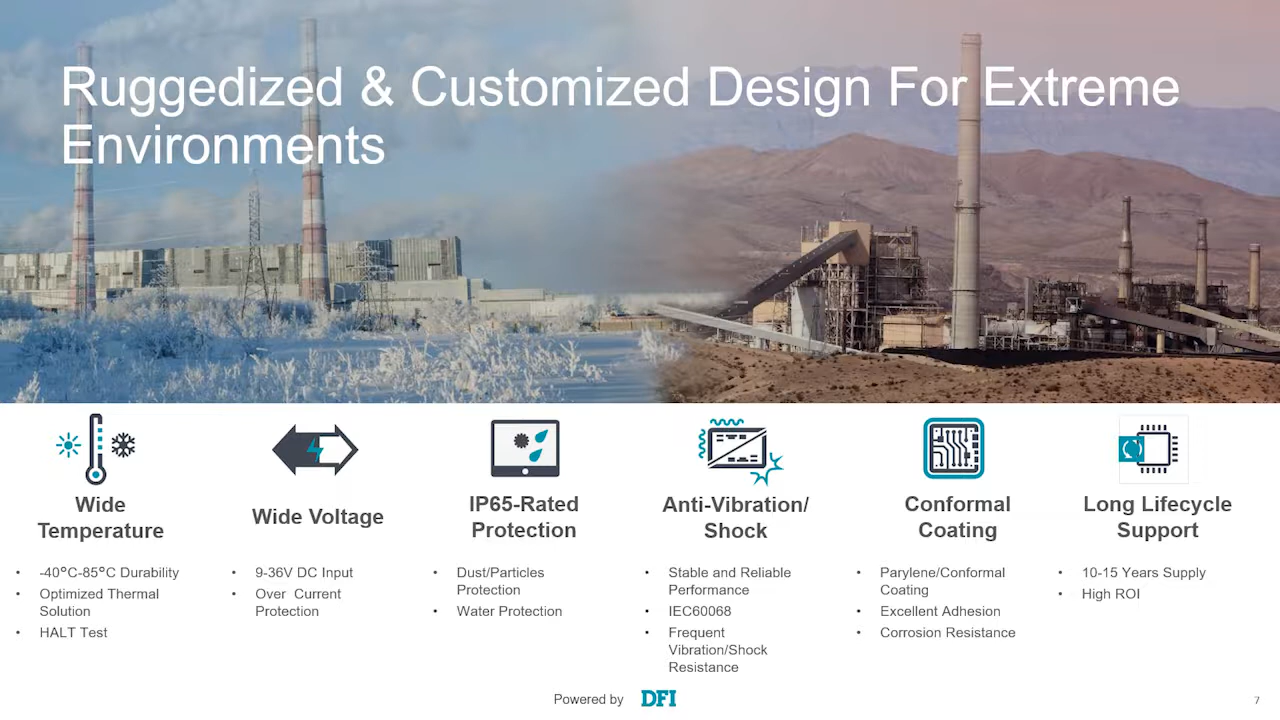 Ruggedized & Customized Design For Extreme
Environments
Wide
Temperature
• -40°C-85°C Durability
• Optimized Thermal
Solution
• HALT Test
Wide Voltage
• 9-36V DC Input
• Over Current
Protection
IP65-Rated
Protection
• Dust/Particles
Protection
• Water Protection
Anti-Vibration/
Shock
• Stable and Reliable
Performance
• IEC60068
• Frequent
Vibration/Shock
Resistance
Conformal
Coating
• Parylene/Conformal
Coating
• Excellent Adhesion
• Corrosion Resistance
Long Lifecycle
Support
• 10-15 Years Supply
• High ROI
Powered by DFI
7